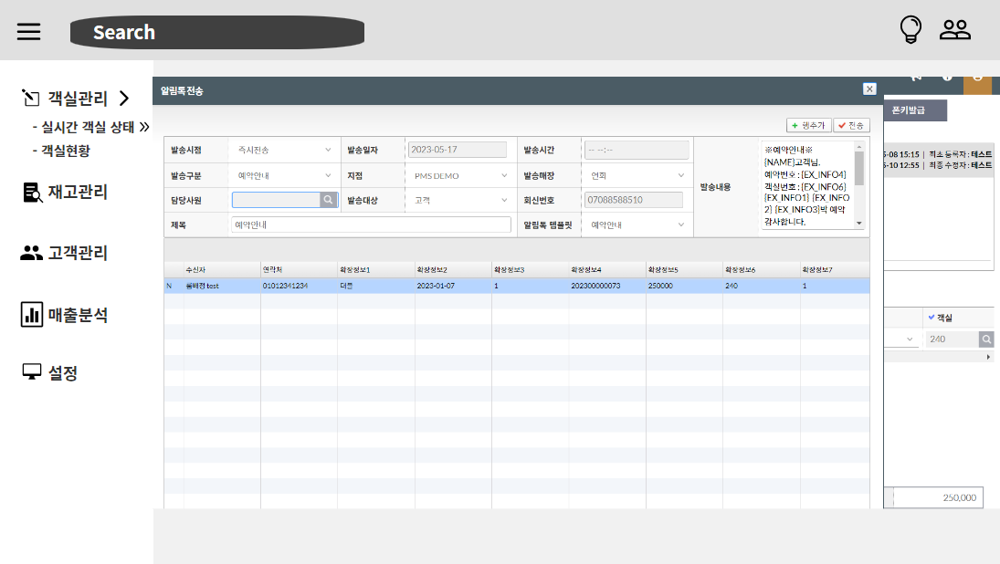 Search
객실관리
- 실시간 객실 상태
- 객실현황
재고관리
고객관리
매출분석
설정
알림톡전송
폰키발급
행추가 전송
발송시점 즉시전송 발송일자 2023-05-17 발송시간 -- --:--
발송구분 예약안내 지점 PMS DEMO 발송매장 연회
담당사원 발송대상 고객 회신번호 07088588510
제목 예약안내 알림톡 템플릿 예약안내
발송내용
※예약안내※
{NAME}고객님.
예약번호 : {EX_INFO4}
객실번호 : {EX_INFO6}
{EX_INFO1} {EX_INFO
2} {EX_INFO3}박 예약
감사합니다.
수신자 연락처 확장정보1 확장정보2 확장정보3 확장정보4 확장정보5 확장정보6 확장정보7
N 룸배정 test 01012341234 더블 2023-01-07 1 202300000073 250000 240 1
5-08 15:15 | 최초 등록자 : 테스트
5-10 12:55 | 최종 수정자 : 테스트
객실
240
250,000